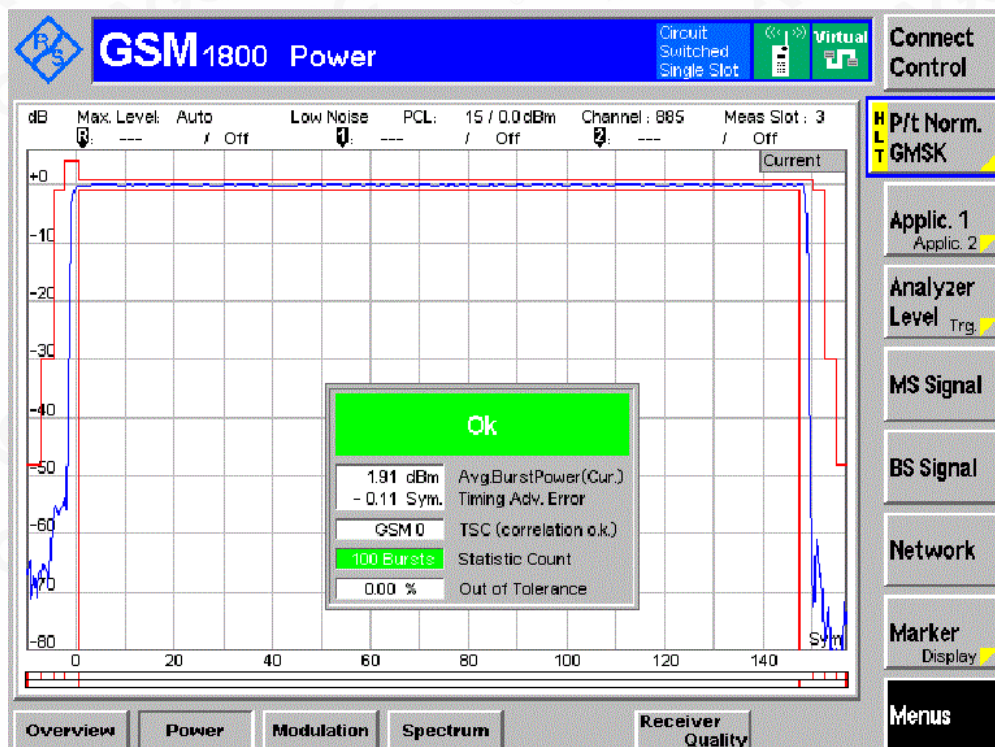 R/S
GSM 1800 Power
Circuit Switched Single Slot
Virtual
Connect Control
dB Max. Level: Auto Low Noise PCL: 15 / 0.0 dBm Channel : 885 Meas Slot : 3
R: --- / Off 1: --- / Off 2: --- / Off
Current
+0
-10
-20
-30
-40
-50
-60
-70
-80
0 20 40 60 80 100 120 140
Sym
Ok
1.91 dBm Avg.BurstPower(Cur.)
- 0.11 Sym. Timing Adv. Error
GSM 0 TSC (correlation o.k.)
100 Bursts Statistic Count
0.00 % Out of Tolerance
HLT
P/t Norm. GMSK
Applic. 1
Applic. 2
Analyzer Level Trg.
MS Signal
BS Signal
Network
Marker
Display
Menus
Overview Power Modulation Spectrum Receiver Quality